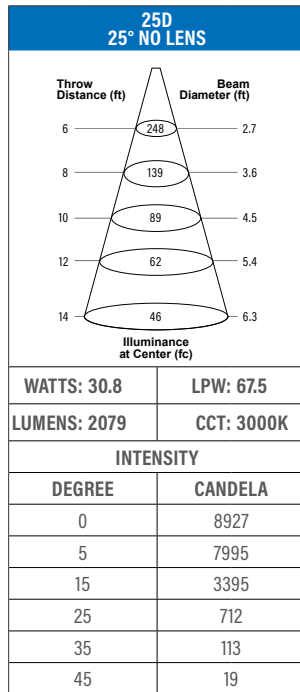 25D
25° NO LENS
Throw
Distance (ft)
Beam
Diameter (ft)
6 248 2.7
8 139 3.6
10 89 4.5
12 62 5.4
14 46 6.3
Illuminance
at Center (fc)
WATTS: 30.8 LPW: 67.5
LUMENS: 2079 CCT: 3000K
INTENSITY
DEGREE CANDELA
0 8927
5 7995
15 3395
25 712
35 113
45 19